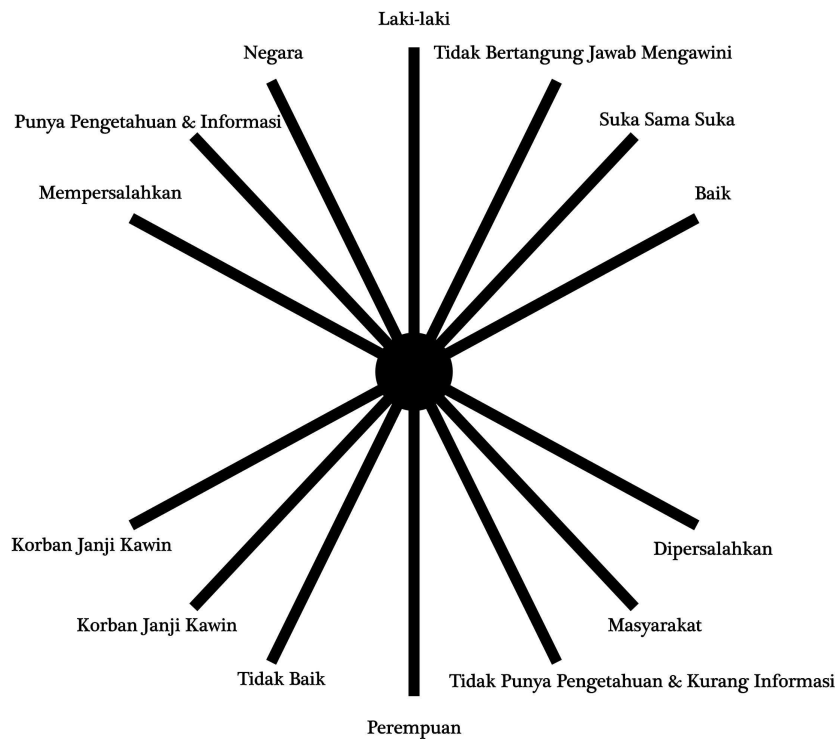 Laki-laki
Negara
Tidak Bertangung Jawab Mengawini
Punya Pengetahuan & Informasi
Suka Sama Suka
Mempersalahkan
Baik
Korban Janji Kawin
Dipersalahkan
Korban Janji Kawin
Masyarakat
Tidak Baik
Tidak Punya Pengetahuan & Kurang Informasi
Perempuan